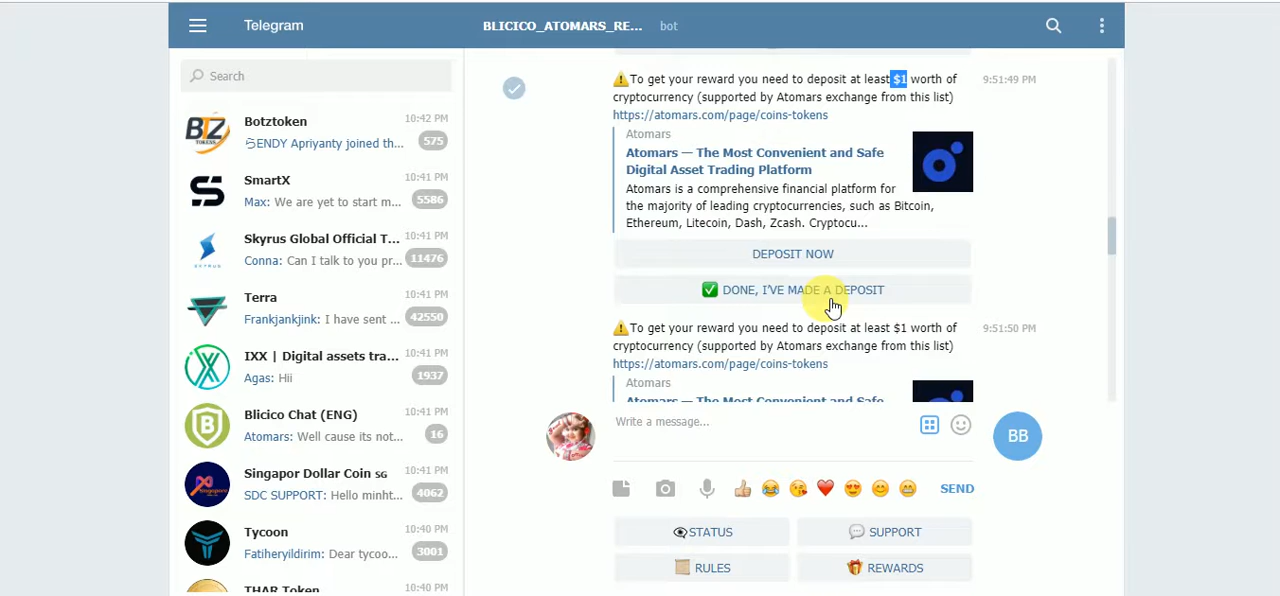 Telegram
BLICICO_ATOMARS_RE... bot
Search
Botztoken 10:42 PM
ENDY Apriyanty joined th... 575
SmartX 10:41 PM
Max: We are yet to start m... 5586
Skyrus Global Official T... 10:41 PM
Conna: Can I talk to you pr... 11476
SKYRUS
Terra 10:41 PM
Frankjankjink: I have sent ... 42550
IXX | Digital assets tra... 10:41 PM
Agas: Hii 1937
Blicico Chat (ENG) 10:41 PM
Atomars: Well cause its not... 16
Singapor Dollar Coin SG 10:41 PM
SDC SUPPORT: Hello minht... 4062
Tycoon 10:40 PM
Fatiheryildirim: Dear tycoo... 3001
THAR Token 10:40 PM
⚠️To get your reward you need to deposit at least $1 worth of 9:51:49 PM
cryptocurrency (supported by Atomars exchange from this list)
https://atomars.com/page/coins-tokens
Atomars
Atomars — The Most Convenient and Safe
Digital Asset Trading Platform
Atomars is a comprehensive financial platform for
the majority of leading cryptocurrencies, such as Bitcoin,
Ethereum, Litecoin, Dash, Zcash. Cryptocu...
DEPOSIT NOW
✅ DONE, I'VE MADE A DEPOSIT
⚠️To get your reward you need to deposit at least $1 worth of 9:51:50 PM
cryptocurrency (supported by Atomars exchange from this list)
https://atomars.com/page/coins-tokens
Atomars
Atomars — The Most Convenient and Safe
Write a message...
BB
SEND
STATUS
SUPPORT
RULES
REWARDS